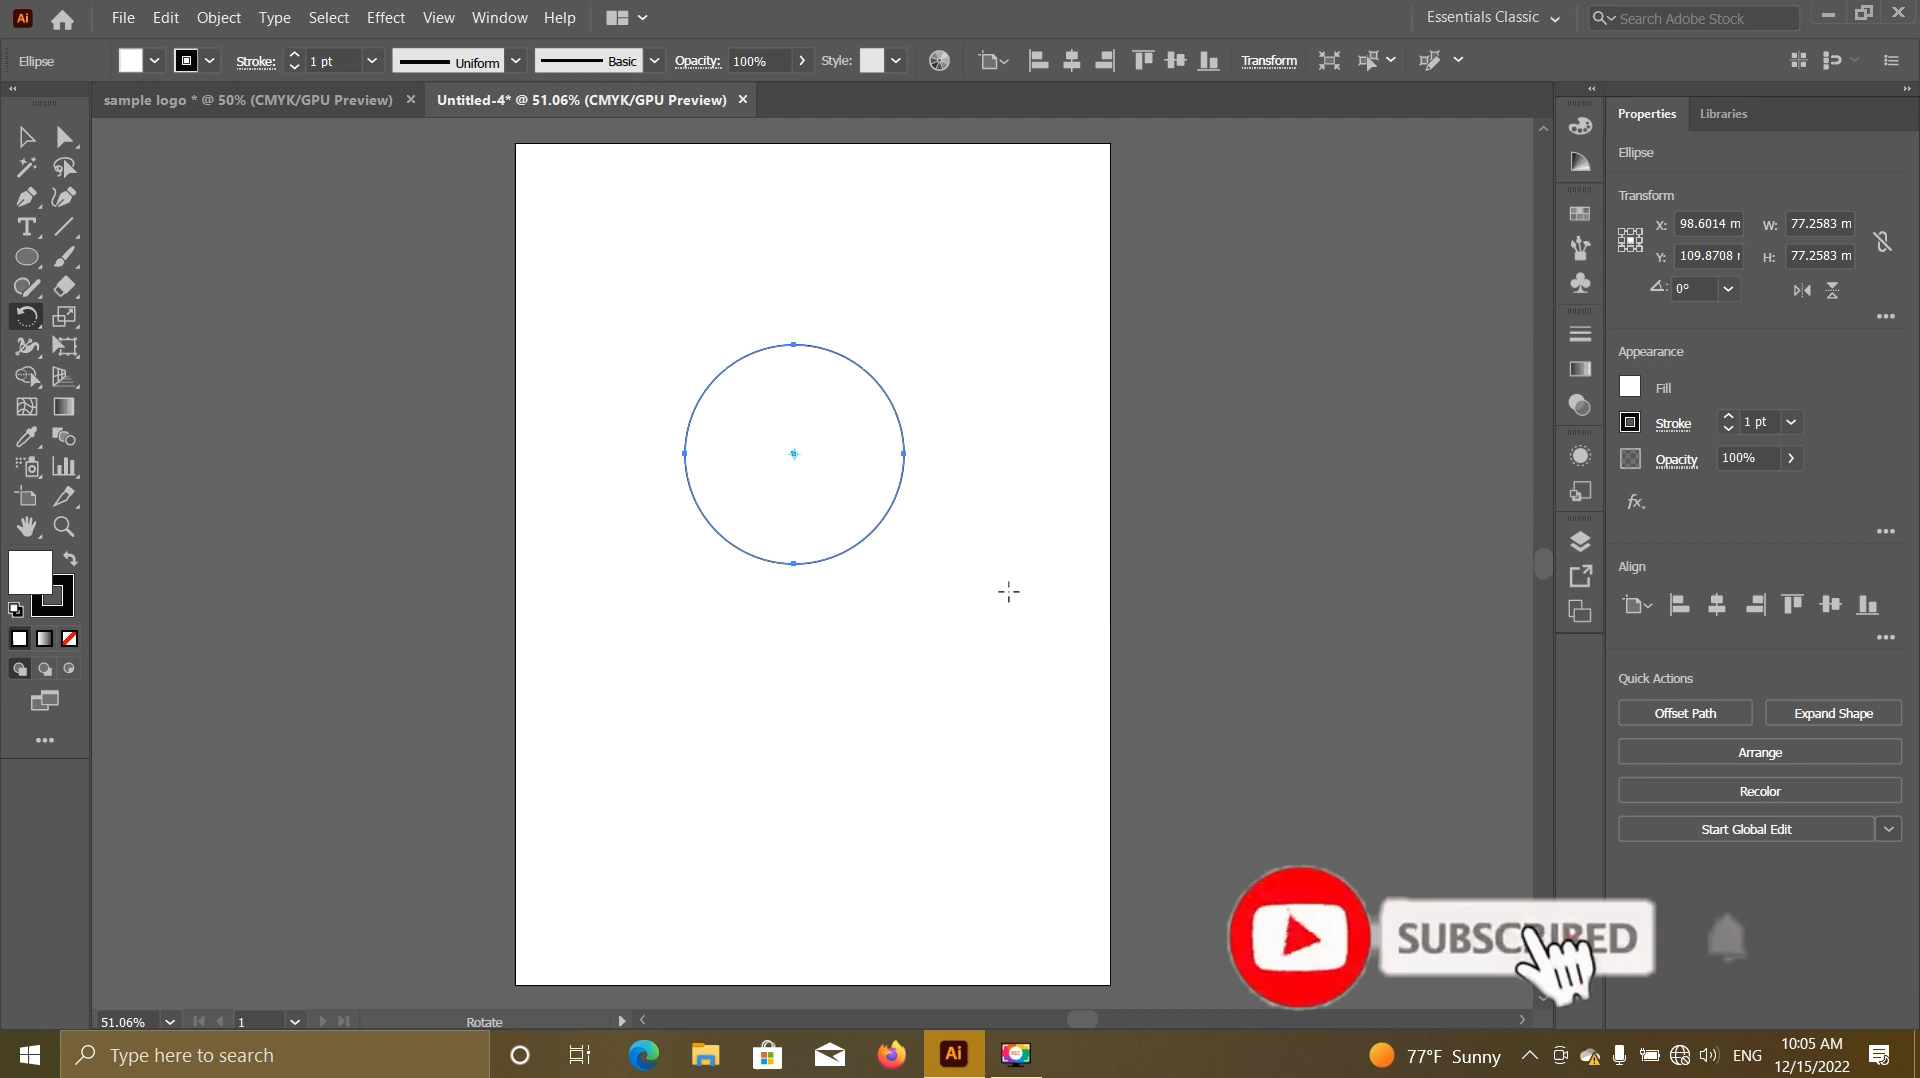 Ai File Edit Object Type Select Effect View Window Help Essentials Classic Search Adobe Stock
Ellipse Stroke: 1 pt Uniform Basic Opacity: 100% Style: Transform
sample logo * @ 50% (CMYK/GPU Preview) Untitled-4* @ 51.06% (CMYK/GPU Preview)
Properties Libraries
Ellipse
Transform
X: 98.6014 m W: 77.2583 m
Y: 109.8708 H: 77.2583 m
0°
Appearance
Fill
Stroke 1 pt
Opacity 100%
fx.
Align
Quick Actions
Offset Path Expand Shape
Arrange
Recolor
Start Global Edit
SUBSCRIBED
51.06% 1 Rotate
Type here to search Ai REC 77°F Sunny ENG 10:05 AM
12/15/2022